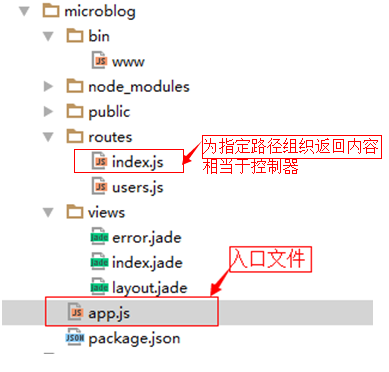 microblog
bin
www
node_modules
public
routes
index.js
为指定路径组织返回内容
相当于控制器
users.js
views
error.jade
index.jade
layout.jade
入口文件
app.js
package.json